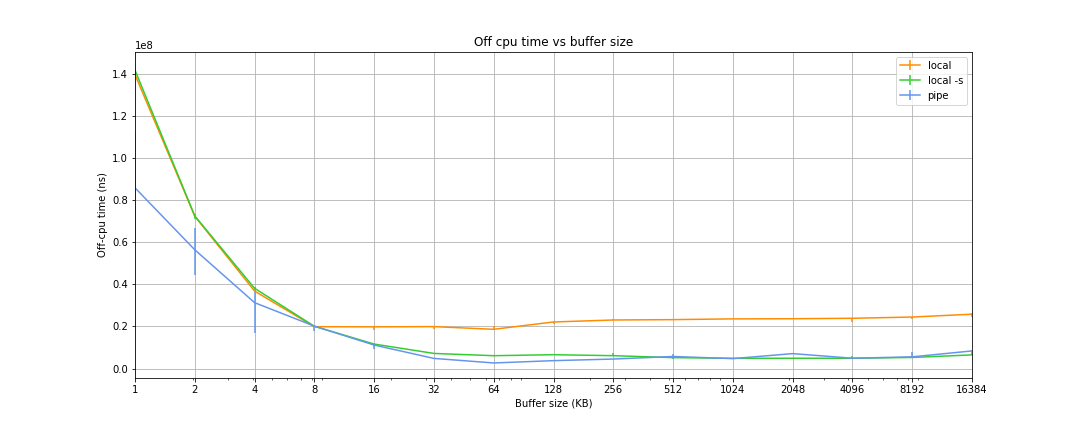 Off cpu time vs buffer size
1e8
1.4
1.2
1.0
0.8
0.6
0.4
0.2
0.0
Off-cpu time (ns)
local
local -s
pipe
1 2 4 8 16 32 64 128 256 512 1024 2048 4096 8192 16384
Buffer size (KB)